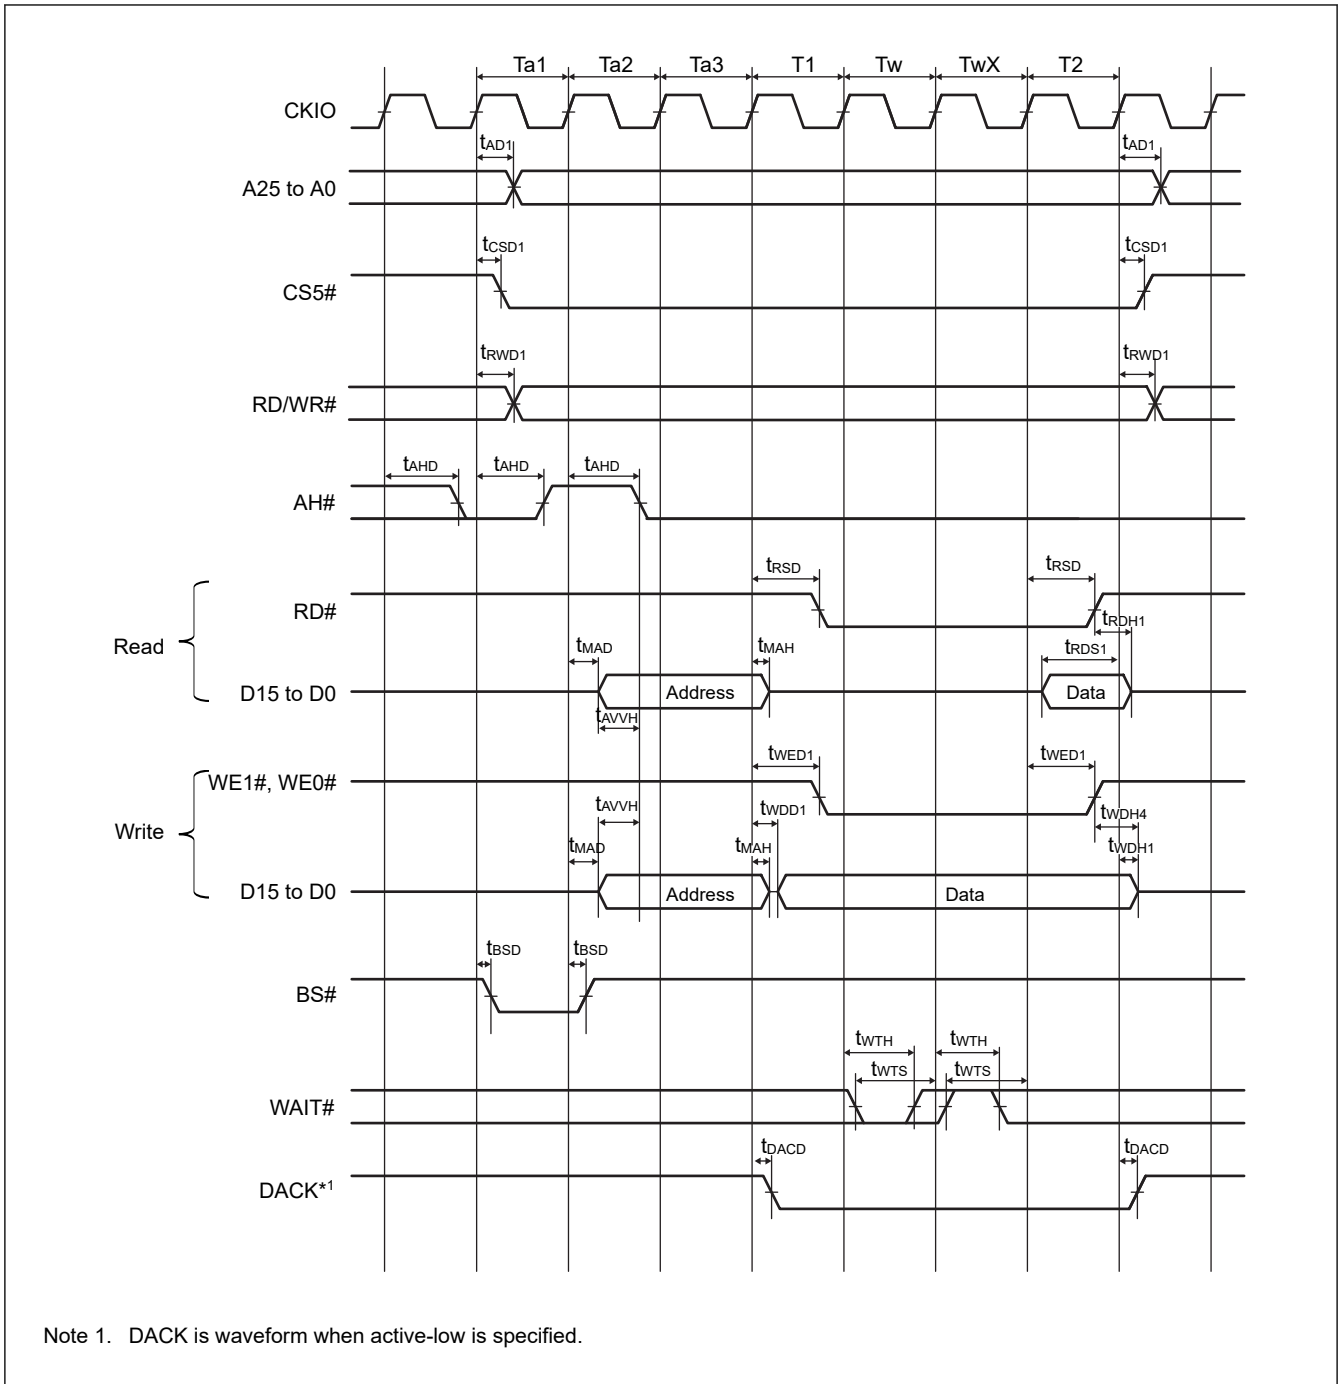 Ta1 Ta2 Ta3 T1 Tw TwX T2
CKIO
tAD1 tAD1
A25 to A0
tCSD1 tCSD1
CS5#
tRWD1 tRWD1
RD/WR#
tAHD tAHD tAHD
AH#
tRSD tRSD
RD#
tRDH1
Read
tMAD tMAH tRDS1
D15 to D0 Address Data
tAVVH
tWED1 tWED1
WE1#, WE0#
tAVVH tWDD1 tWDH4
Write
tMAD tMAH tWDH1
D15 to D0 Address Data
tBSD tBSD
BS#
tWTH tWTH
tWTS tWTS
WAIT#
tDACD tDACD
DACK*1
Note 1. DACK is waveform when active-low is specified.